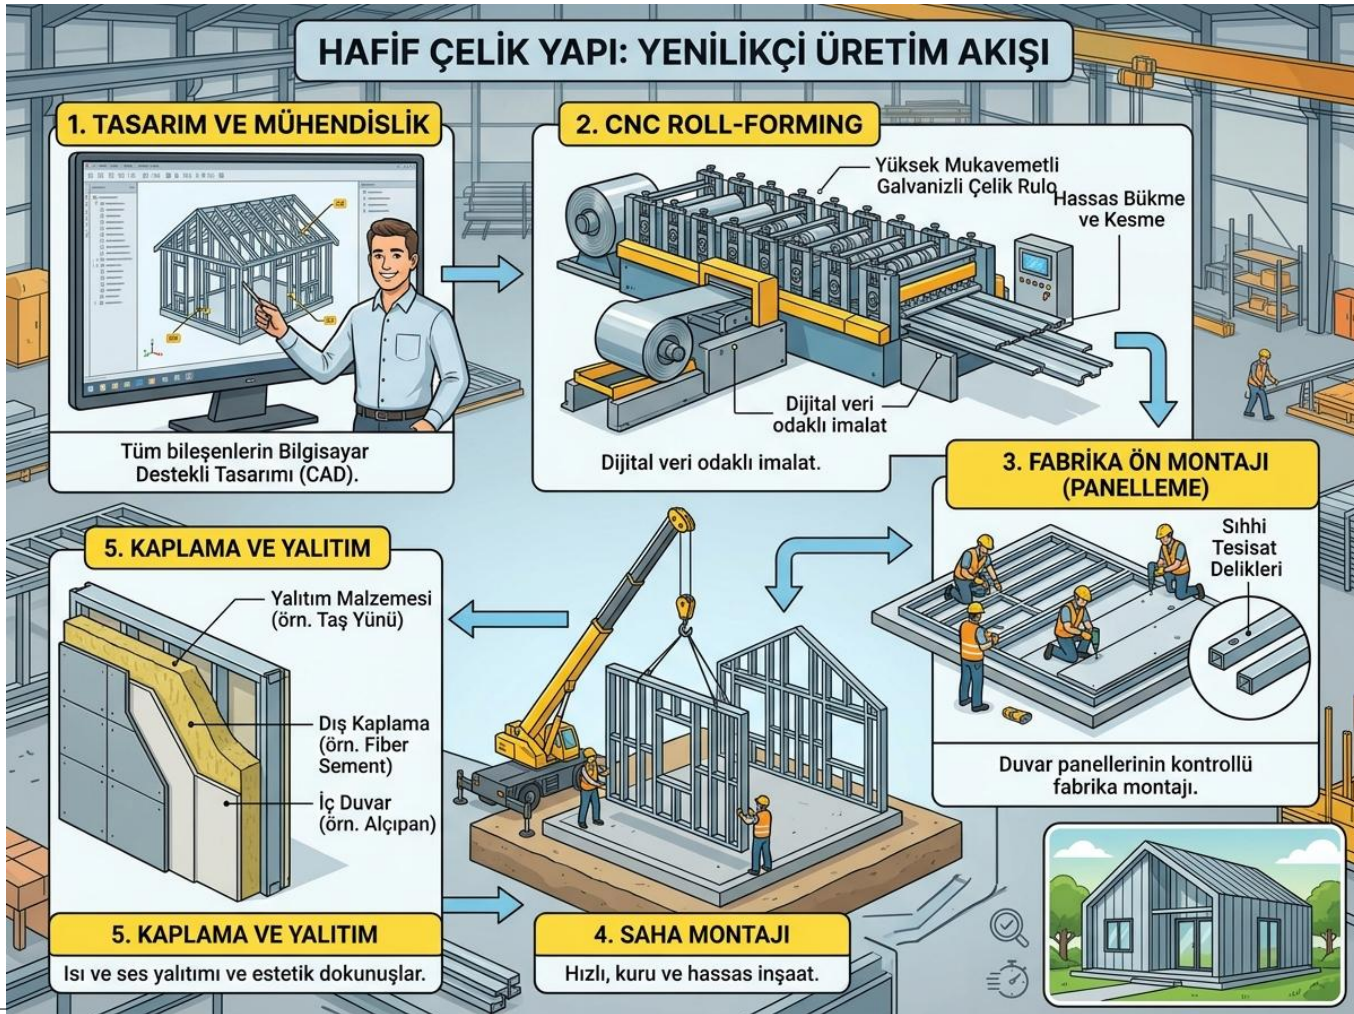 HAFİF ÇELİK YAPI: YENİLİKÇİ ÜRETİM AKIŞI
1. TASARIM VE MÜHENDİSLİK
Tüm bileşenlerin Bilgisayar
Destekli Tasarımı (CAD).
2. CNC ROLL-FORMING
Yüksek Mukavemetli
Galvanizli Çelik Rulo
Hassas Bükme
ve Kesme
Dijital veri
odaklı imalat
Dijital veri odaklı imalat.
3. FABRİKA ÖN MONTAJI
(PANELLEME)
Sıhhi
Tesisat
Delikleri
Duvar panellerinin kontrollü
fabrika montajı.
5. KAPLAMA VE YALITIM
Yalıtım Malzemesi
(örn. Taş Yünü)
Dış Kaplama
(örn. Fiber
Sement)
İç Duvar
(örn. Alçıpan)
5. KAPLAMA VE YALITIM
Isı ve ses yalıtımı ve estetik dokunuşlar.
4. SAHA MONTAJI
Hızlı, kuru ve hassas inşaat.